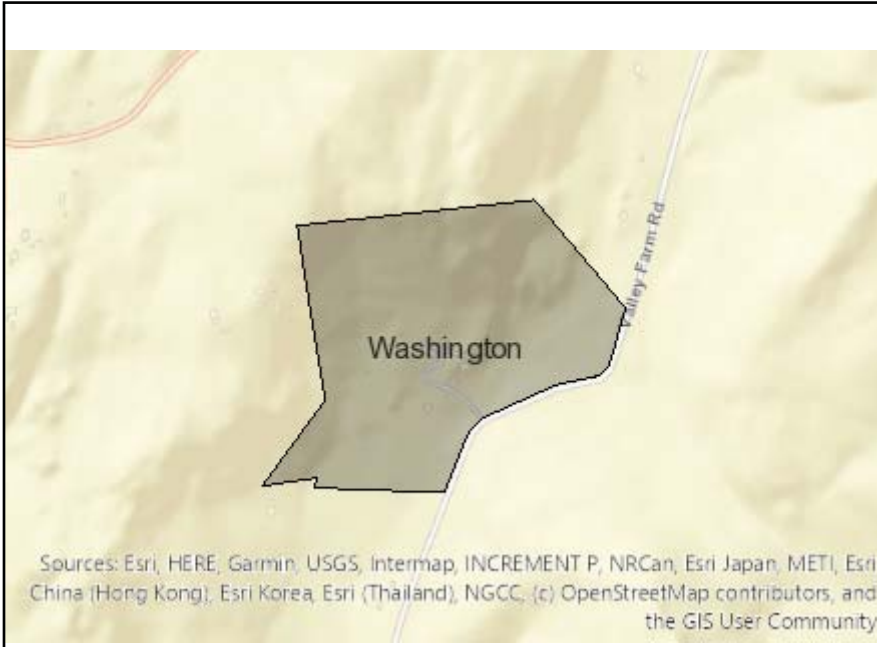 Valley Farm Rd
Washington
Sources: Esri, HERE, Garmin, USGS, Intermap, INCREMENT P, NRCan, Esri Japan, METI, Esri
China (Hong Kong), Esri Korea, Esri (Thailand), NGCC, (c) OpenStreetMap contributors, and
the GIS User Community